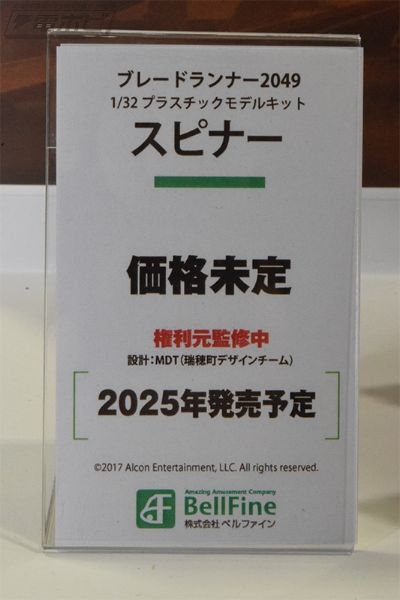 電ホビ
ブレードランナー2049
1/32 プラスチックモデルキット
スピナー
価格未定
権利元監修中
設計：MDT（瑞穂町デザインチーム）
2025年発売予定
©2017 Alcon Entertainment, LLC. All rights reserved.
Amazing Amusement Company
BellFine
株式会社 ベルファイン